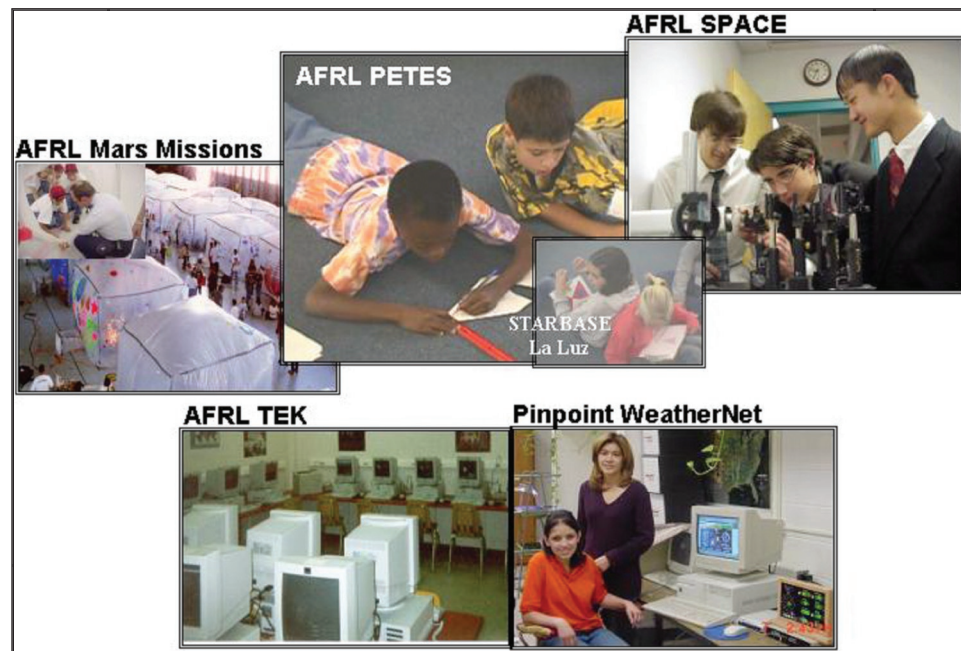 AFRL SPACE
AFRL PETES
AFRL Mars Missions
STARBASE
La Luz
AFRL TEK
Pinpoint WeatherNet